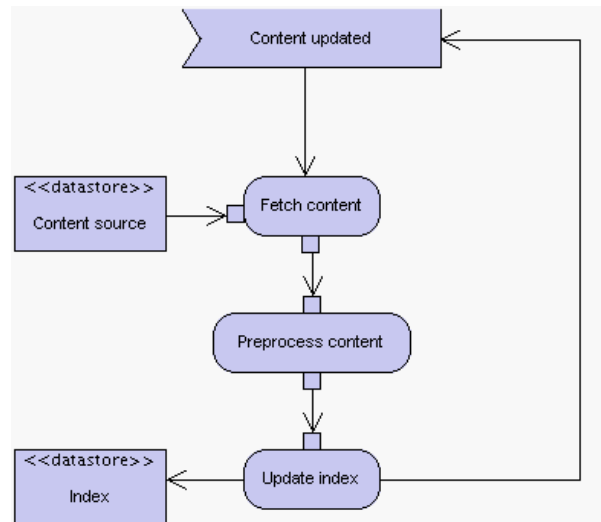 Content updated
<<datastore>>
Content source
Fetch content
Preprocess content
<<datastore>>
Index
Update index